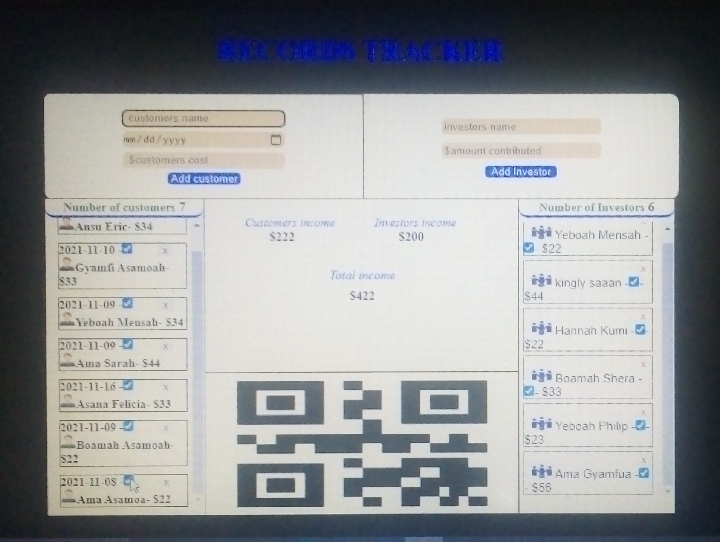 RECORDS TRACKER
customers name
mm/dd/yyyy
$customers cost
Add customer
investors name
$amount contributed
Add Investor
Number of customers 7
Ansu Eric- $34
2021-11-10 x
Gyamfi Asamoah-
$33
2021-11-09 x
Yeboah Mensah- $34
2021-11-09 x
Ama Sarah- $44
2021-11-16 x
Asana Felicia- $33
2021-11-09 x
Boamah Asamoah-
$22
2021-11-08 x
Ama Asamoa- $22
Customers income
$222
Investors income
$200
Total income
$422
Number of Investors 6
Yeboah Mensah -
- $22
x
kingly saaan -
-
$44
x
Hannah Kumi -
-
$22
x
Boamah Shera -
- $33
x
Yeboah Philip -
-
$23
x
Ama Gyamfua -
- $56